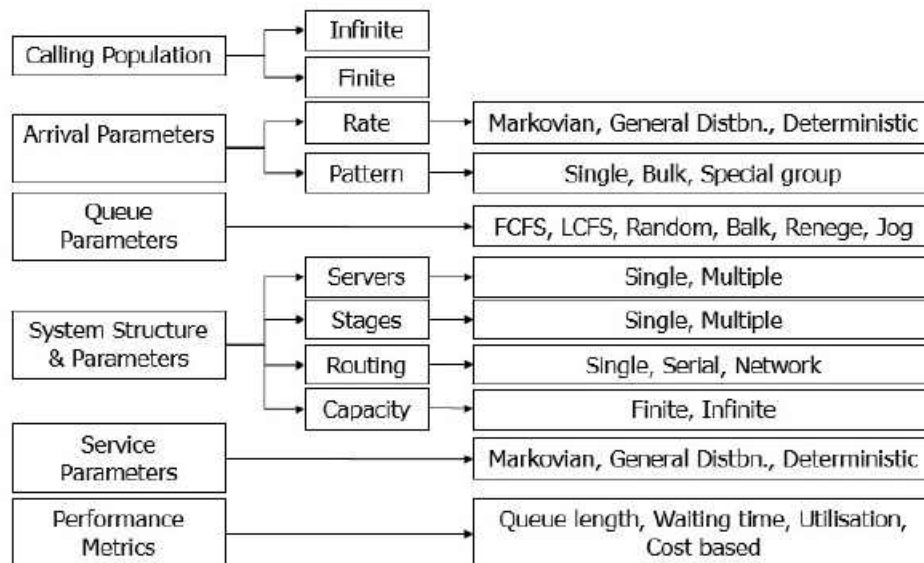 Calling Population
Infinite
Finite
Arrival Parameters
Rate
Markovian, General Distbn., Deterministic
Pattern
Single, Bulk, Special group
Queue
Parameters
FCFS, LCFS, Random, Balk, Renege, Jog
System Structure
& Parameters
Servers
Single, Multiple
Stages
Single, Multiple
Routing
Single, Serial, Network
Capacity
Finite, Infinite
Service
Parameters
Markovian, General Distbn., Deterministic
Performance
Metrics
Queue length, Waiting time, Utilisation,
Cost based